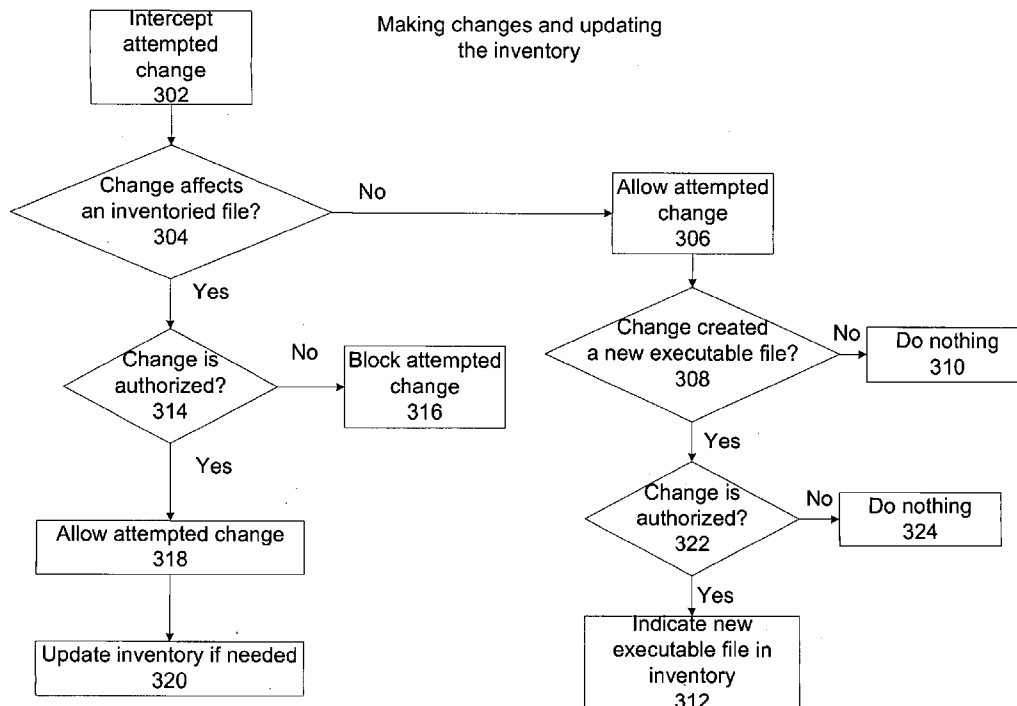 Intercept
attempted
change
302
Making changes and updating
the inventory
Change affects
an inventoried file?
304
No
Allow attempted
change
306
Yes
Change created
a new executable file?
308
No
Do nothing
310
Change is
authorized?
314
No
Block attempted
change
316
Yes
Yes
Change is
authorized?
322
No
Do nothing
324
Allow attempted change
318
Yes
Update inventory if needed
320
Indicate new
executable file in
inventory
312